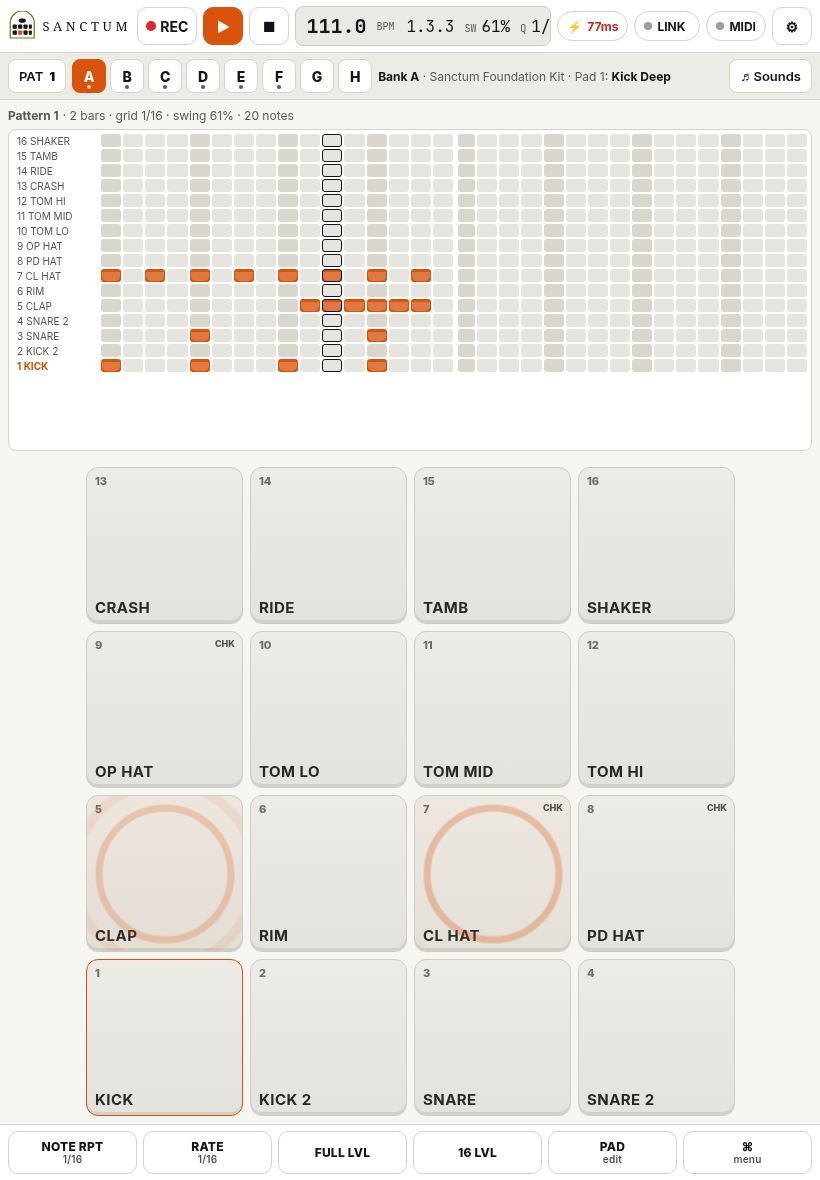 SANCTUM REC 111.0 BPM 1.3.3 SW 61% Q 1/ ⚡ 77ms LINK MIDI
PAT 1 A B C D E F G H Bank A · Sanctum Foundation Kit · Pad 1: Kick Deep ♬ Sounds
Pattern 1 · 2 bars · grid 1/16 · swing 61% · 20 notes
16 SHAKER
15 TAMB
14 RIDE
13 CRASH
12 TOM HI
11 TOM MID
10 TOM LO
9 OP HAT
8 PD HAT
7 CL HAT
6 RIM
5 CLAP
4 SNARE 2
3 SNARE
2 KICK 2
1 KICK
13 14 15 16
CRASH RIDE TAMB SHAKER
9 CHK 10 11 12
OP HAT TOM LO TOM MID TOM HI
5 6 7 CHK 8 CHK
CLAP RIM CL HAT PD HAT
1 2 3 4
KICK KICK 2 SNARE SNARE 2
NOTE RPT RATE FULL LVL 16 LVL PAD ⌘
1/16 1/16 edit menu